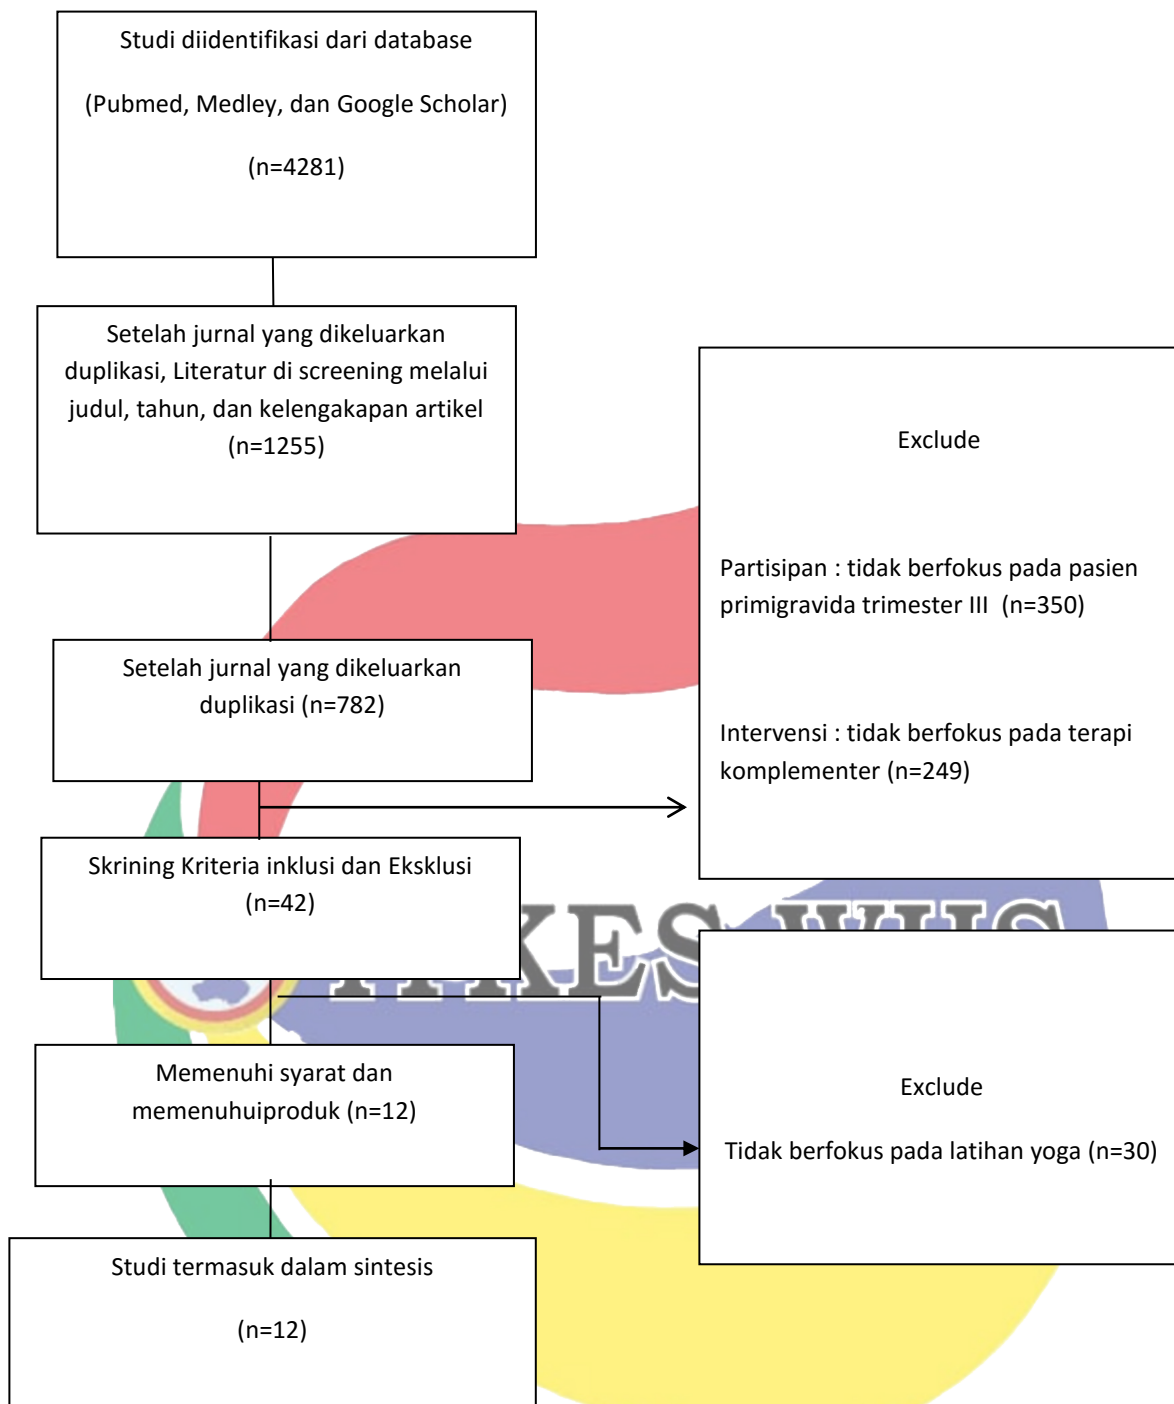 Studi diidentifikasi dari database
(Pubmed, Medley, dan Google Scholar)
(n=4281)
Setelah jurnal yang dikeluarkan
duplikasi, Literatur di screening melalui
judul, tahun, dan kelengakapan artikel
(n=1255)
Exclude
Partisipan : tidak berfokus pada pasien
primigravida trimester III (n=350)
Intervensi : tidak berfokus pada terapi
komplementer (n=249)
Setelah jurnal yang dikeluarkan
duplikasi (n=782)
Skrining Kriteria inklusi dan Eksklusi
(n=42)
Memenuhi syarat dan
memenuhuiproduk (n=12)
Exclude
Tidak berfokus pada latihan yoga (n=30)
Studi termasuk dalam sintesis
(n=12)